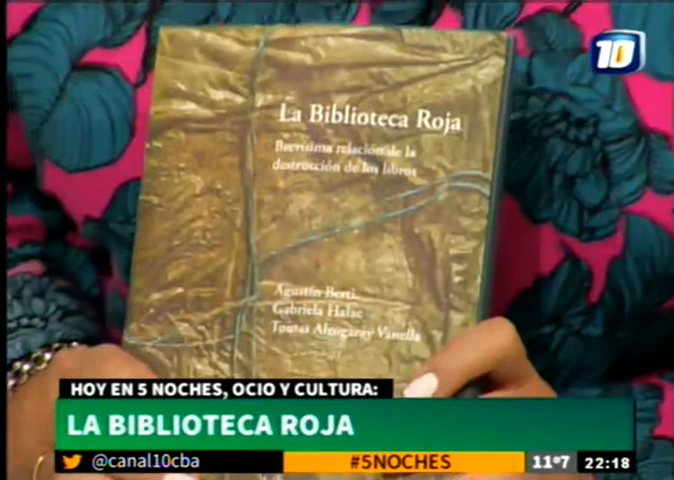 10
La Biblioteca Roja
Brevísima relación de la
destrucción de los libros
Agustín Berti,
Gabriela Halac
Tomás Alzugaray Vanella
HOY EN 5 NOCHES, OCIO Y CULTURA:
LA BIBLIOTECA ROJA
@canal10cba
#5NOCHES
11°7
22:18